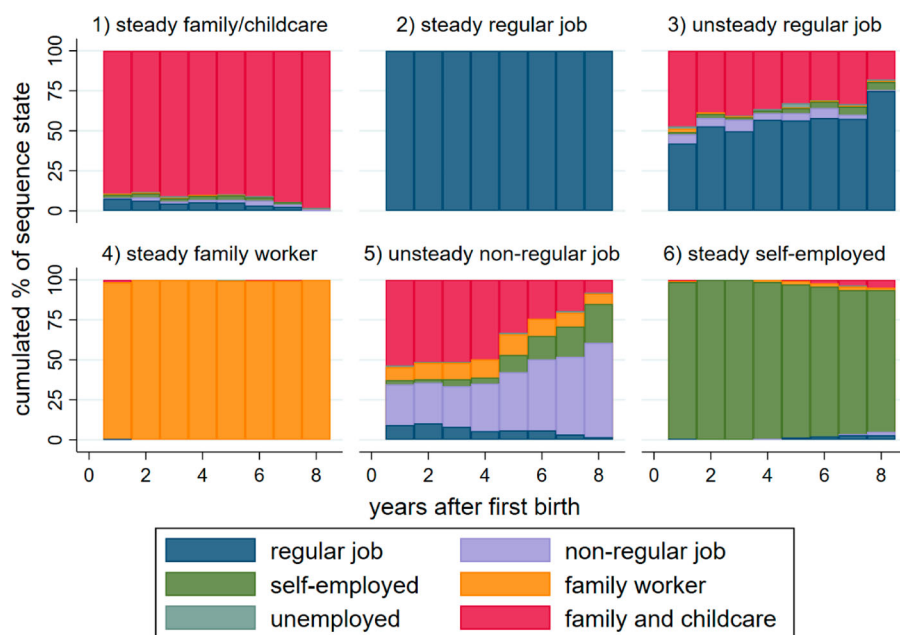 1) steady family/childcare
2) steady regular job
3) unsteady regular job
100
75
50
25
0
4) steady family worker
5) unsteady non-regular job
6) steady self-employed
100
75
50
25
0
cumulated % of sequence state
0 2 4 6 8
0 2 4 6 8
0 2 4 6 8
years after first birth
regular job
non-regular job
self-employed
family worker
unemployed
family and childcare